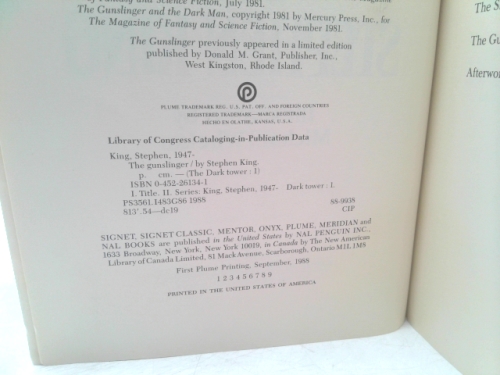 and Science Fiction, July 1981.
The Gunslinger and the Dark Man, copyright 1981 by Mercury Press, Inc., for
The Magazine of Fantasy and Science Fiction, November 1981.
The Gunslinger previously appeared in a limited edition
published by Donald M. Grant, Publisher, Inc.,
West Kingston, Rhode Island.
PLUME TRADEMARK REG. U.S. PAT. OFF. AND FOREIGN COUNTRIES
REGISTERED TRADEMARK—MARCA REGISTRADA
HECHO EN OLATHE, KANSAS, U.S.A.
Library of Congress Cataloging-in-Publication Data
King, Stephen, 1947-
The gunslinger / by Stephen King.
p. cm. — (The Dark tower : 1)
ISBN 0-452-26134-1
I. Title. II. Series: King, Stephen, 1947- Dark tower : 1.
PS3561.I483G86 1988
813'.54—dc19
88-9938
CIP
SIGNET, SIGNET CLASSIC, MENTOR, ONYX, PLUME, MERIDIAN and
NAL BOOKS are published in the United States by NAL PENGUIN INC.,
1633 Broadway, New York, New York 10019, in Canada by The New American
Library of Canada Limited, 81 Mack Avenue, Scarborough, Ontario M1L 1M8
First Plume Printing, September, 1988
1 2 3 4 5 6 7 8 9
PRINTED IN THE UNITED STATES OF AMERICA
The
The
Afterwo